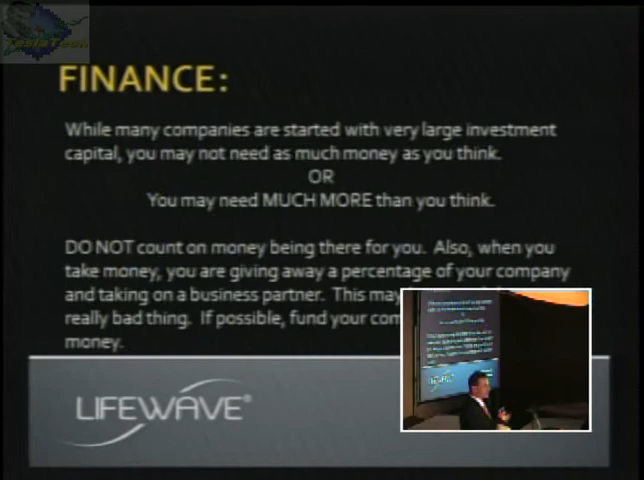 TeslaTech
FINANCE:
While many companies are started with very large investment
capital, you may not need as much money as you think.
OR
You may need MUCH MORE than you think.
DO NOT count on money being there for you. Also, when you
take money, you are giving away a percentage of your company
and taking on a business partner. This may
really bad thing. If possible, fund your com
money.
LIFEWAVE®